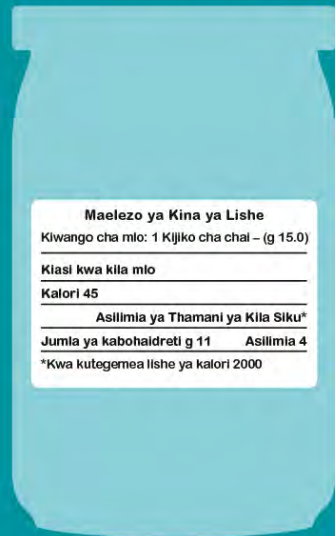 Maelezo ya Kina ya Lishe
Kiwango cha mlo: 1 Kijiko cha chai – (g 15.0)
Kiasi kwa kila mlo
Kalori 45
Asilimia ya Thamani ya Kila Siku*
Jumla ya kabohaidreti g 11 Asilimia 4
*Kwa kutegemea lishe ya kalori 2000